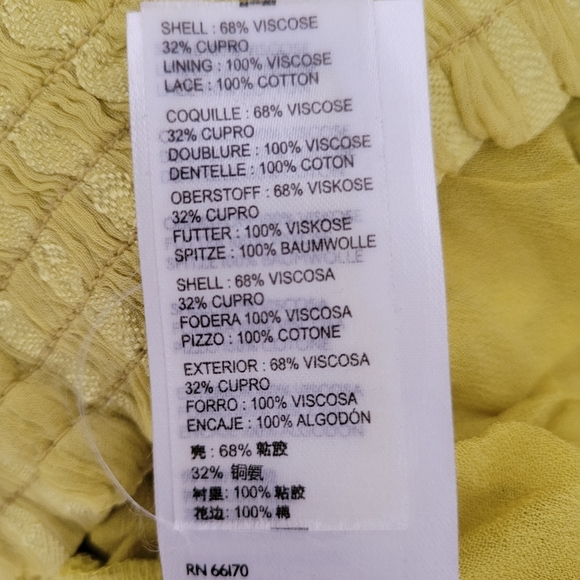 SHELL : 68% VISCOSE
32% CUPRO
LINING : 100% VISCOSE
LACE : 100% COTTON
COQUILLE : 68% VISCOSE
32% CUPRO
DOUBLURE : 100% VISCOSE
DENTELLE : 100% COTON
OBERSTOFF : 68% VISKOSE
32% CUPRO
FUTTER : 100% VISKOSE
SPITZE : 100% BAUMWOLLE
SHELL : 68% VISCOSA
32% CUPRO
FODERA 100% VISCOSA
PIZZO : 100% COTONE
EXTERIOR : 68% VISCOSA
32% CUPRO
FORRO : 100% VISCOSA
ENCAJE : 100% ALGODÓN
壳 : 68% 粘胶
32% 铜氨
衬里: 100% 粘胶
花边: 100% 棉
RN 66170